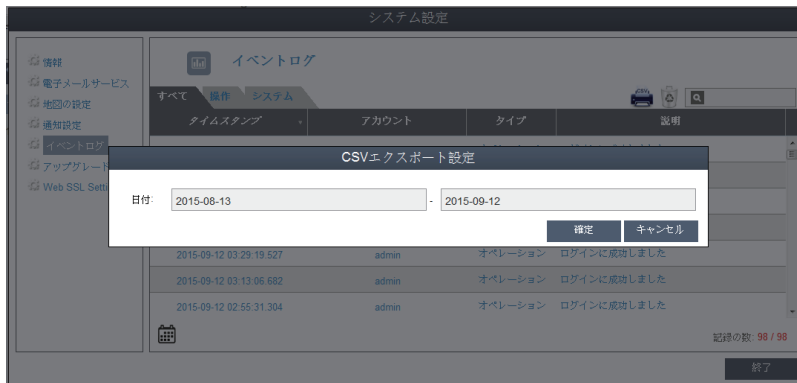 システム設定
情報
電子メールサービス
地図の設定
通知設定
イベントログ
アップグレード
Web SSL Setti
イベントログ
すべて 操作 システム
タイムスタンプ アカウント タイプ 説明
CSVエクスポート設定
日付: 2015-08-13 - 2015-09-12
確定 キャンセル
2015-09-12 03:29:19.527 admin オペレーション ログインに成功しました
2015-09-12 03:13:06.682 admin オペレーション ログインに成功しました
2015-09-12 02:55:31.304 admin オペレーション ログインに成功しました
記録の数: 98 / 98
終了